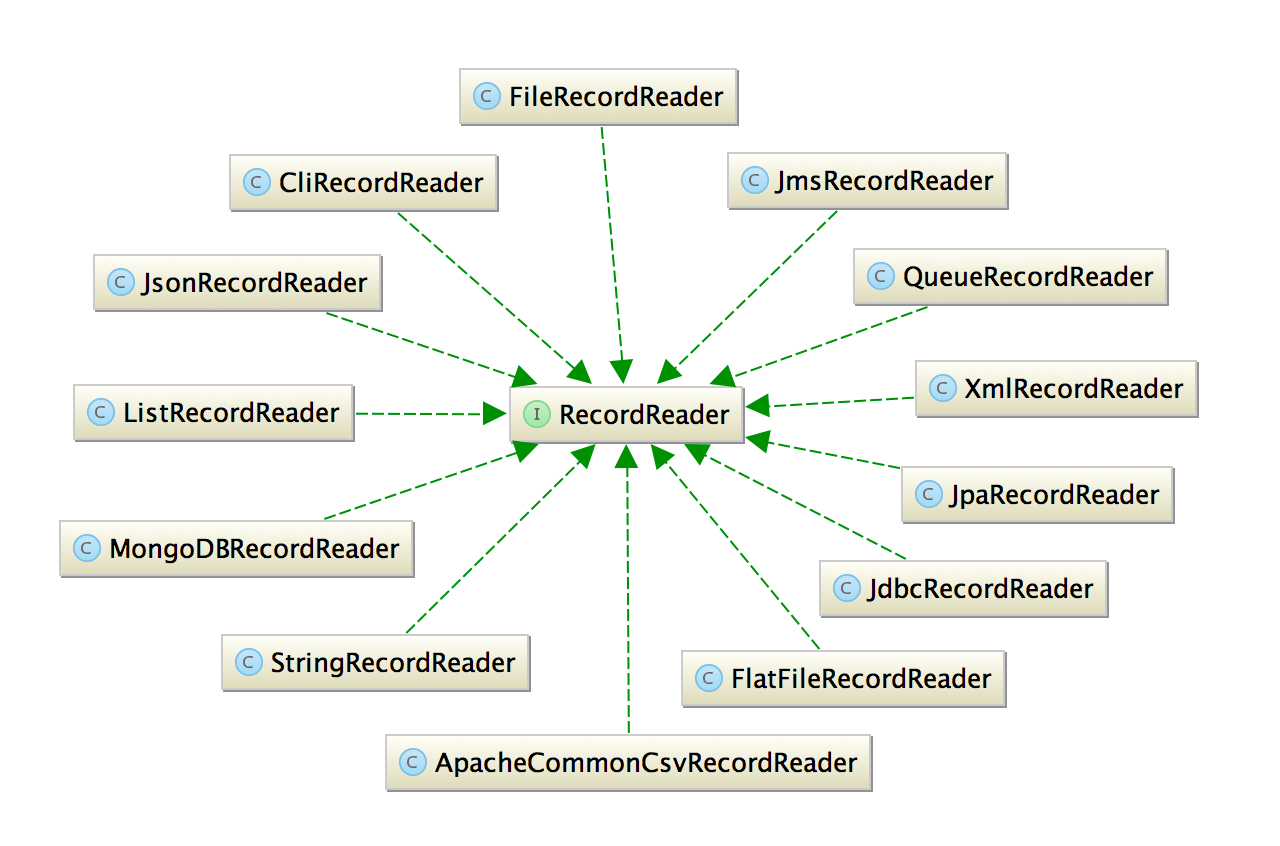 C FileRecordReader
C CliRecordReader
C JmsRecordReader
C JsonRecordReader
C QueueRecordReader
C ListRecordReader
I RecordReader
C XmlRecordReader
C JpaRecordReader
C MongoDBRecordReader
C JdbcRecordReader
C StringRecordReader
C FlatFileRecordReader
C ApacheCommonCsvRecordReader